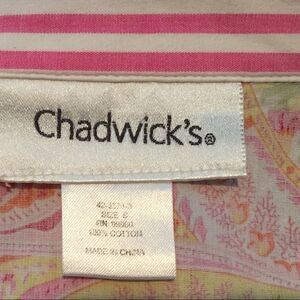 Chadwick's®
SIZE 6
100% COTTON
MADE IN CHINA